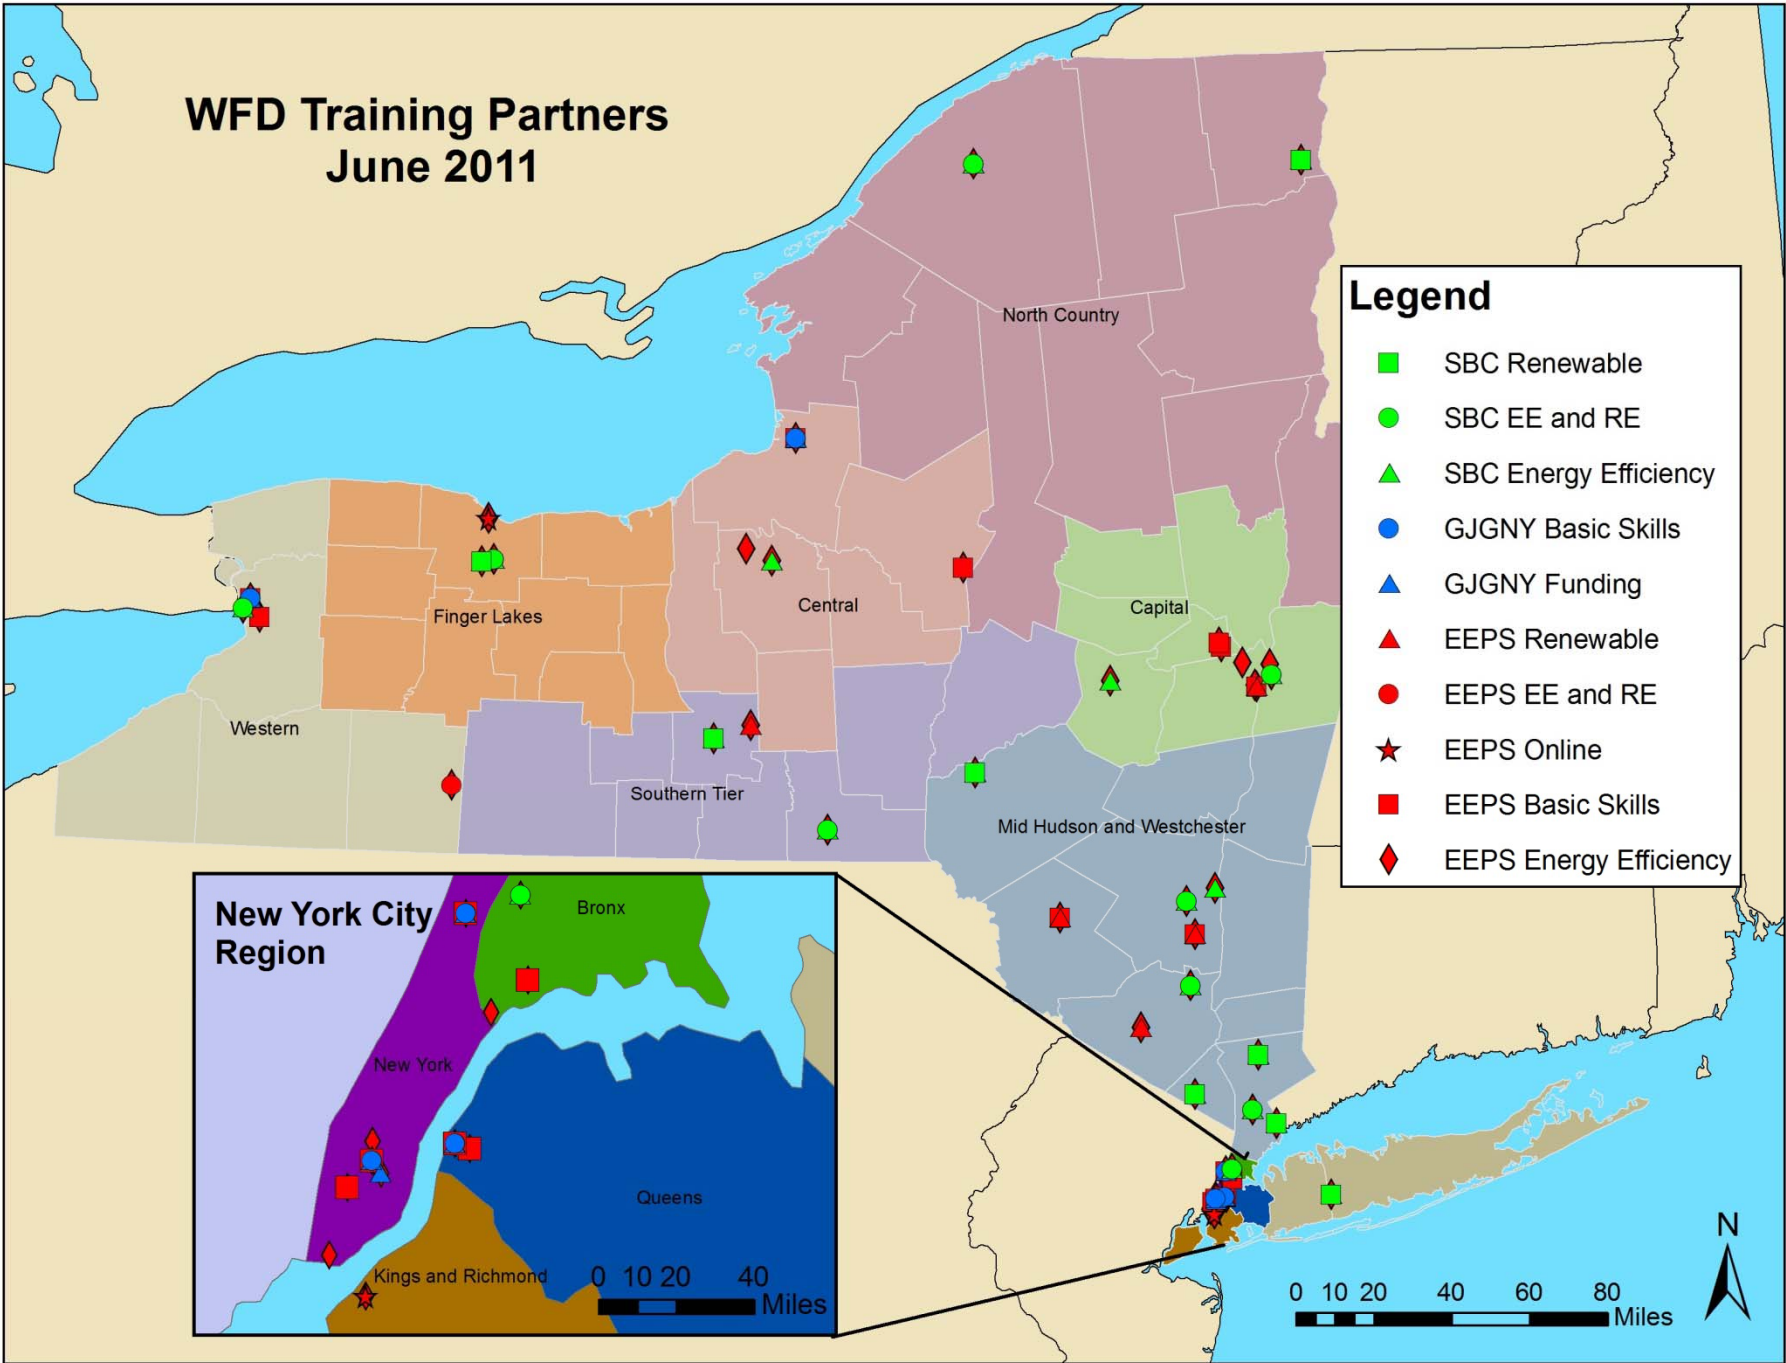 WFD Training Partners
June 2011
North Country
Legend
SBC Renewable
SBC EE and RE
SBC Energy Efficiency
GJGNY Basic Skills
GJGNY Funding
EEPS Renewable
EEPS EE and RE
EEPS Online
EEPS Basic Skills
EEPS Energy Efficiency
Finger Lakes
Central
Capital
Western
Southern Tier
Mid Hudson and Westchester
New York City
Region
Bronx
New York
Queens
Kings and Richmond
0 10 20 40
Miles
N
0 10 20 40 60 80
Miles